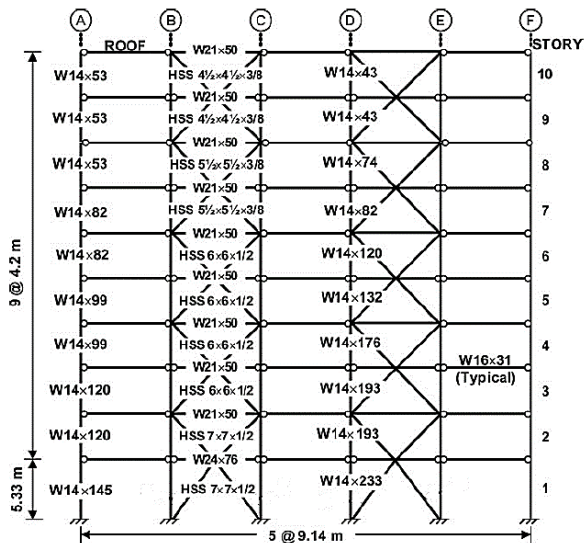 A B C D E F
ROOF W21×50 STORY
W14×53 HSS 4½×4½×3/8 W14×43 10
W21×50
W14×53 HSS 4½×4½×3/8 W14×43 9
W21×50
W14×53 HSS 5½×5½×3/8 W14×74 8
W21×50
W14×82 HSS 5½×5½×3/8 W14×82 7
W21×50
W14×82 HSS 6×6×1/2 W14×120 6
W21×50
W14×99 HSS 6×6×1/2 W14×132 5
W21×50
W14×99 HSS 6×6×1/2 W14×176 4
W21×50 W16×31
(Typical)
W14×120 HSS 6×6×1/2 W14×193 3
W21×50
W14×120 HSS 7×7×1/2 W14×193 2
W24×76
W14×145 HSS 7×7×1/2 W14×233 1
9 @ 4.2 m
5.33 m
5 @ 9.14 m